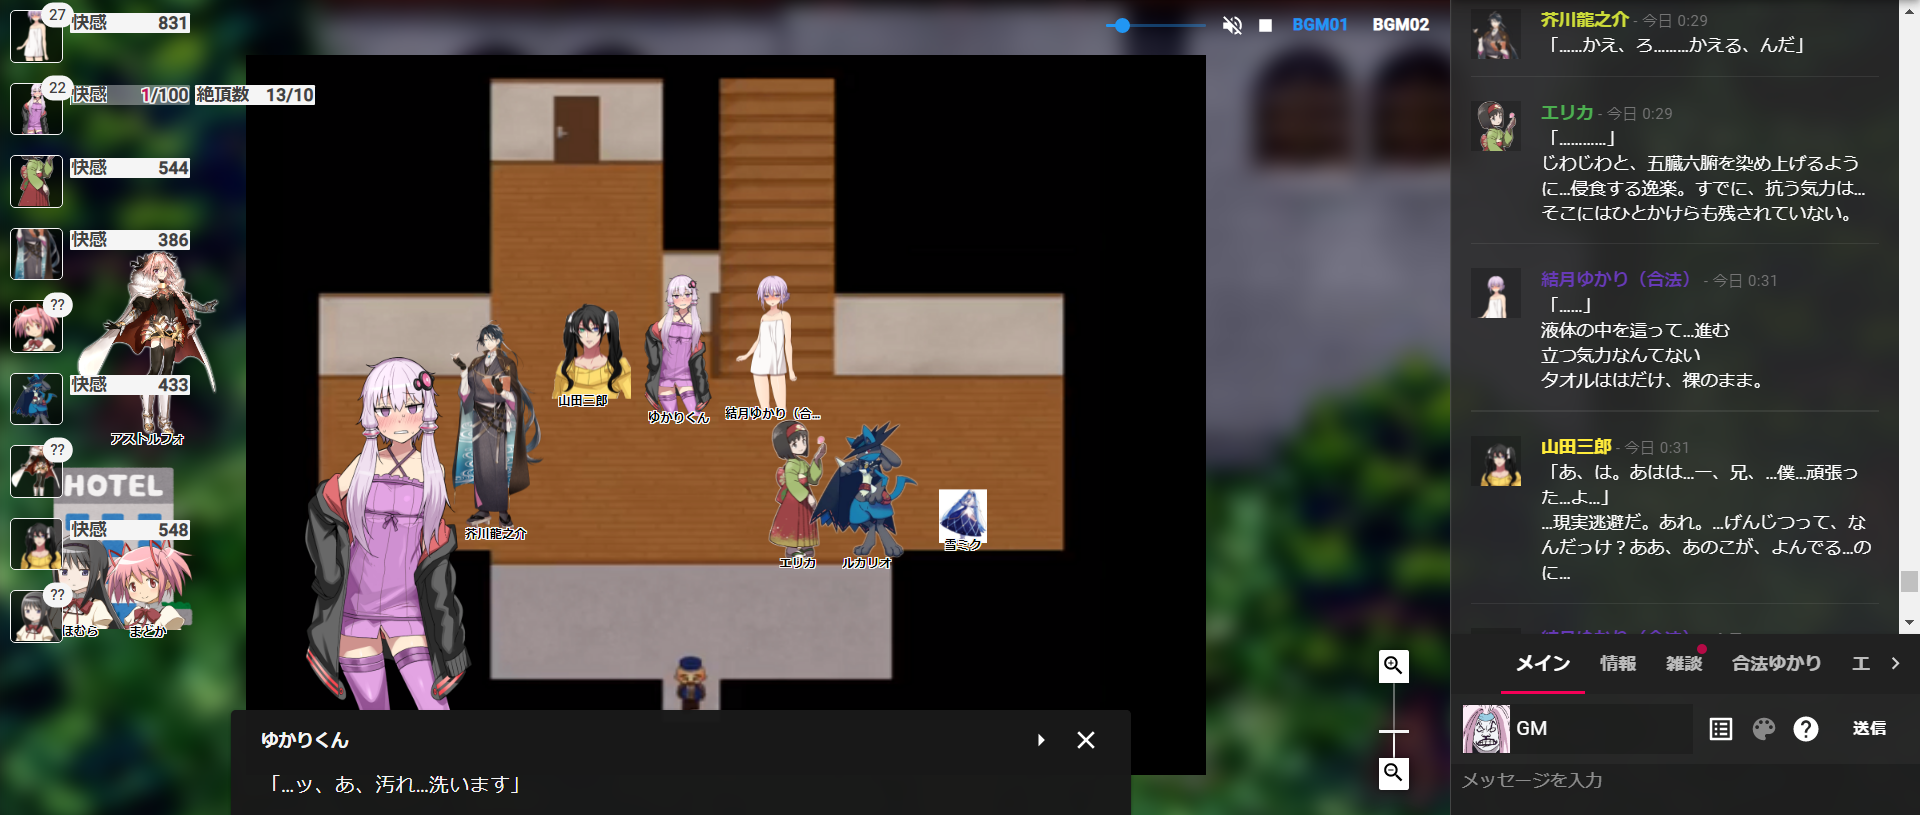 27
快感 831
22
快感 1/100 絶頂数 13/10
快感 544
快感 386
??
快感 433
??
快感 548
??
アストルフォ
HOTEL
ほむら
まどか
BGM01
BGM02
山田三郎
ゆかりくん
結月ゆかり（合...
芥川龍之介
エリカ
ルカリオ
雪ミク
ゆかりくん
「…ッ、あ、汚れ…洗います」
芥川龍之介 - 今日 0:29
「……かえ、ろ………かえる、んだ」
エリカ - 今日 0:29
「…………」
じわじわと、五臓六腑を染め上げるよう
に…侵食する逸楽。すでに、抗う気力は…
そこにはひとかけらも残されていない。
結月ゆかり（合法） - 今日 0:31
「……」
液体の中を這って…進む
立つ気力なんてない
タオルははだけ、裸のまま。
山田三郎 - 今日 0:31
「あ、は。あはは…一、兄、…僕…頑張っ
た…よ…」
…現実逃避だ。あれ。…げんじつって、な
んだっけ？ああ、あのこが、よんでる…の
に…
結月ゆかり（合法）
メイン
情報
雑談
合法ゆかり
エ
GM
送信
メッセージを入力